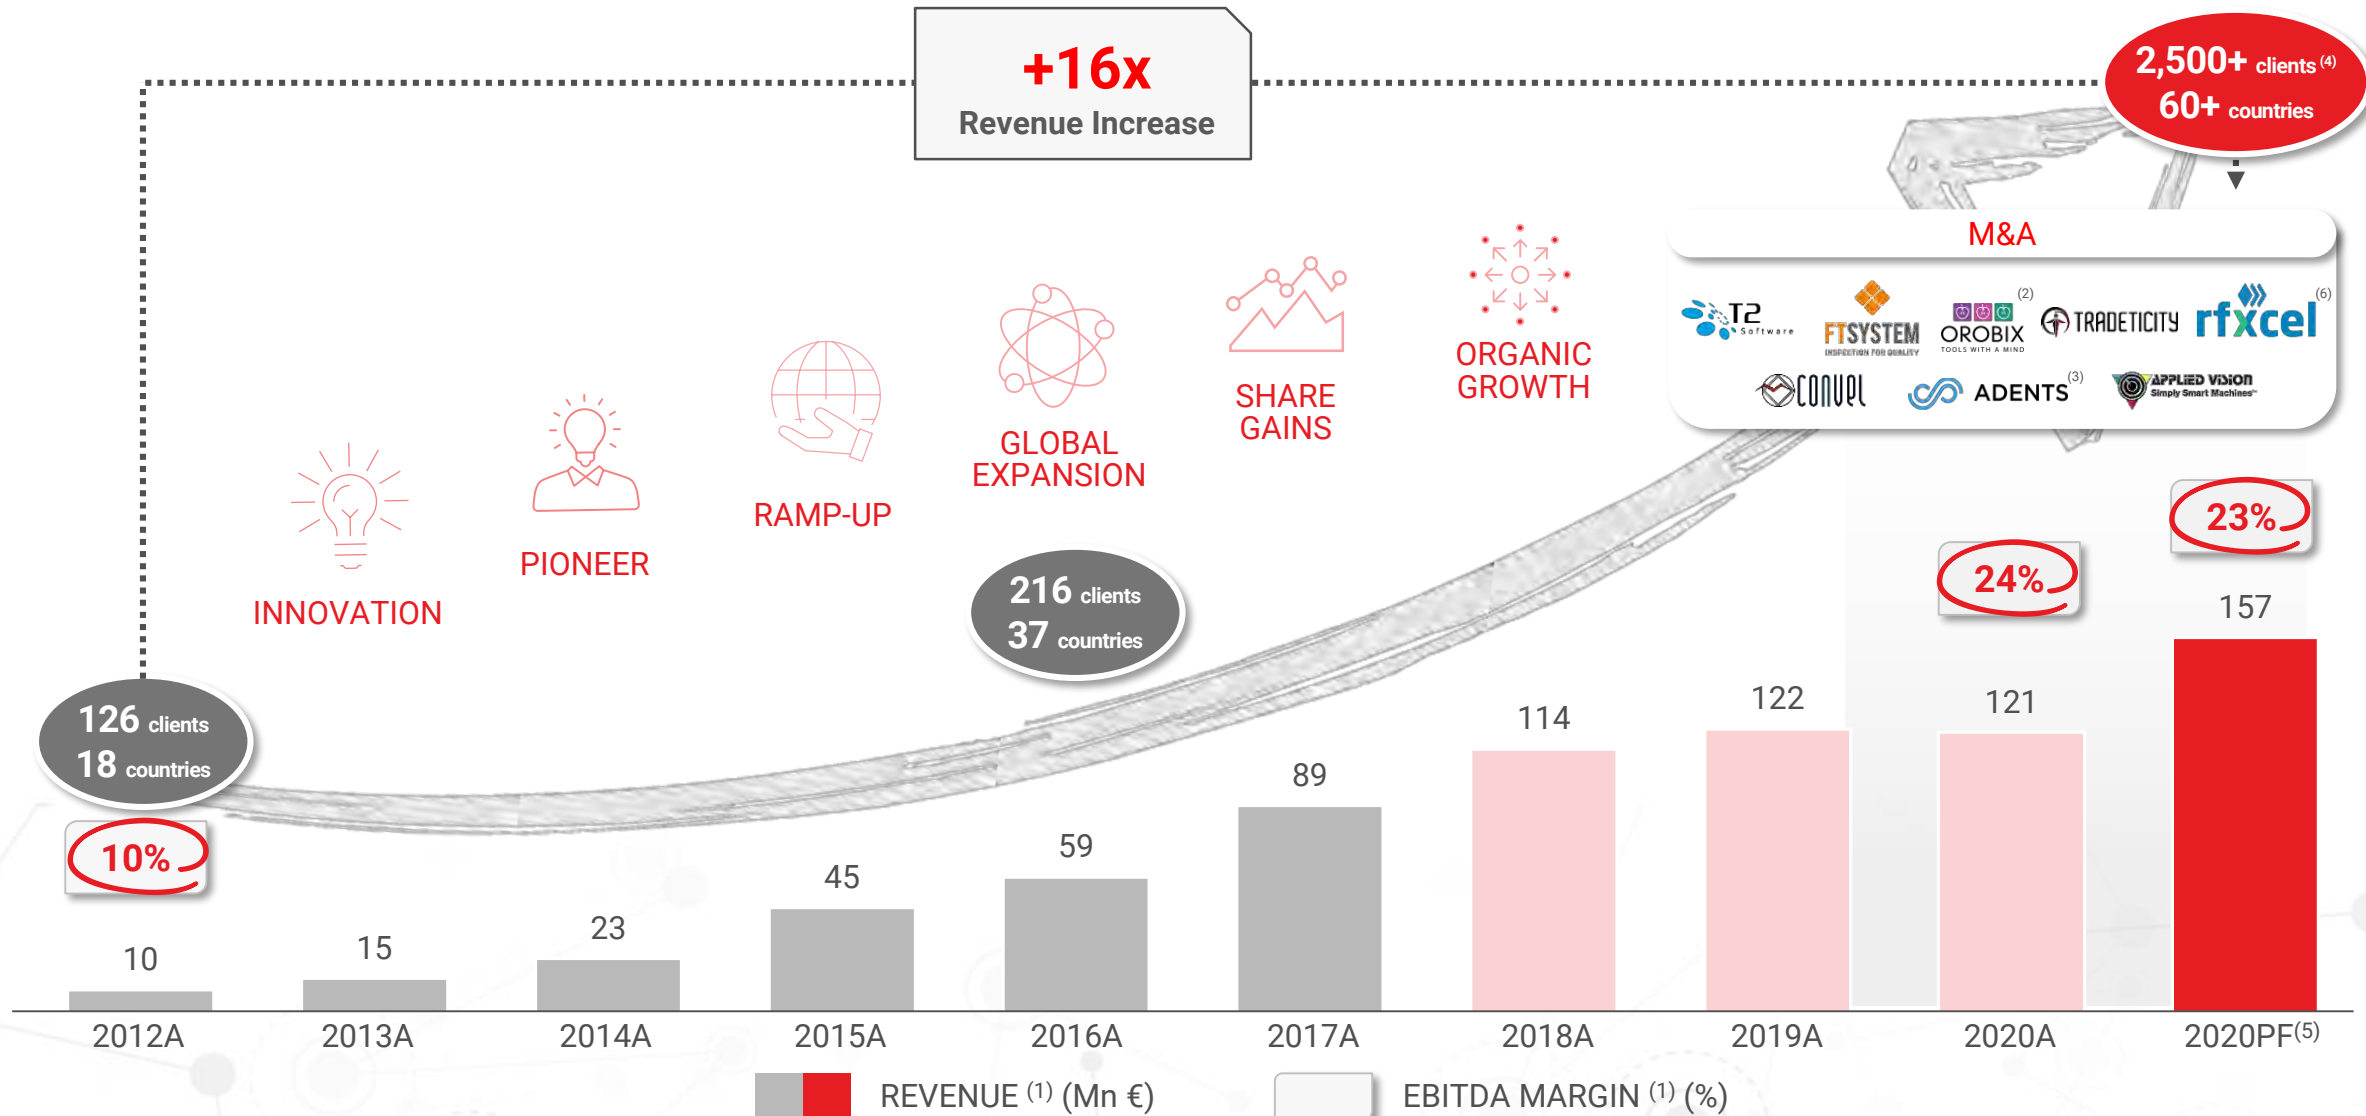 +16x
Revenue Increase
2,500+ clients (4)
60+ countries
M&A
T2
Software
FTSYSTEM
INSPECTION FOR QUALITY
OROBIX (2)
TOOLS WITH A MIND
TRADETICITY
rfxcel (6)
CONVEL
ADENTS (3)
APPLIED VISION
Simply Smart Machines™
INNOVATION
PIONEER
RAMP-UP
GLOBAL
EXPANSION
SHARE
GAINS
ORGANIC
GROWTH
126 clients
18 countries
216 clients
37 countries
10%
24%
23%
10
15
23
45
59
89
114
122
121
157
2012A
2013A
2014A
2015A
2016A
2017A
2018A
2019A
2020A
2020PF(5)
REVENUE (1) (Mn €)
EBITDA MARGIN (1) (%)